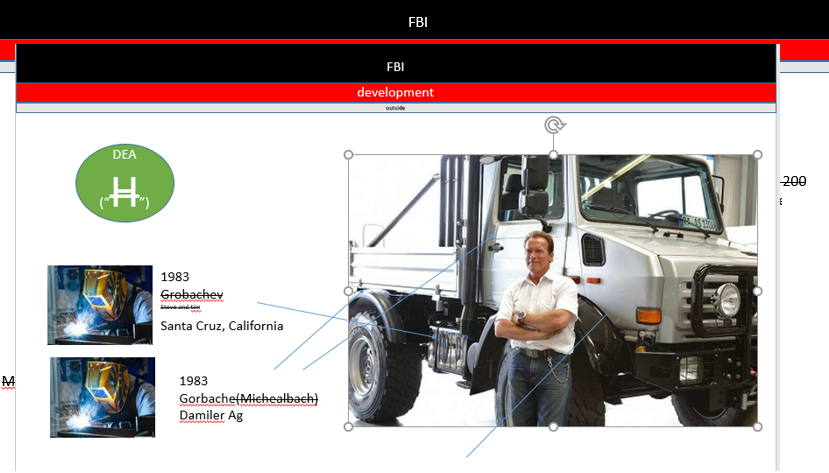 FBI
FBI
development
outside
DEA
("H")
200
1983
Grobachev
Steve and tim
Santa Cruz, California
M
1983
Gorbache(Michealbach)
Damiler Ag